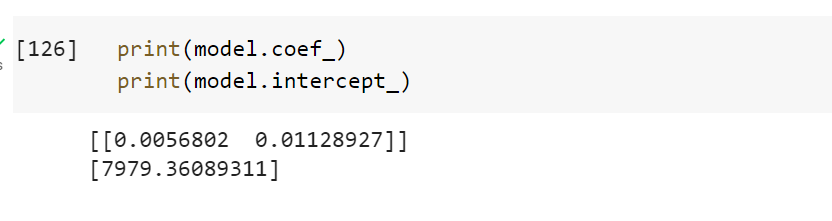 [126] print(model.coef_)
s print(model.intercept_)
[[0.0056802 0.01128927]]
[7979.36089311]